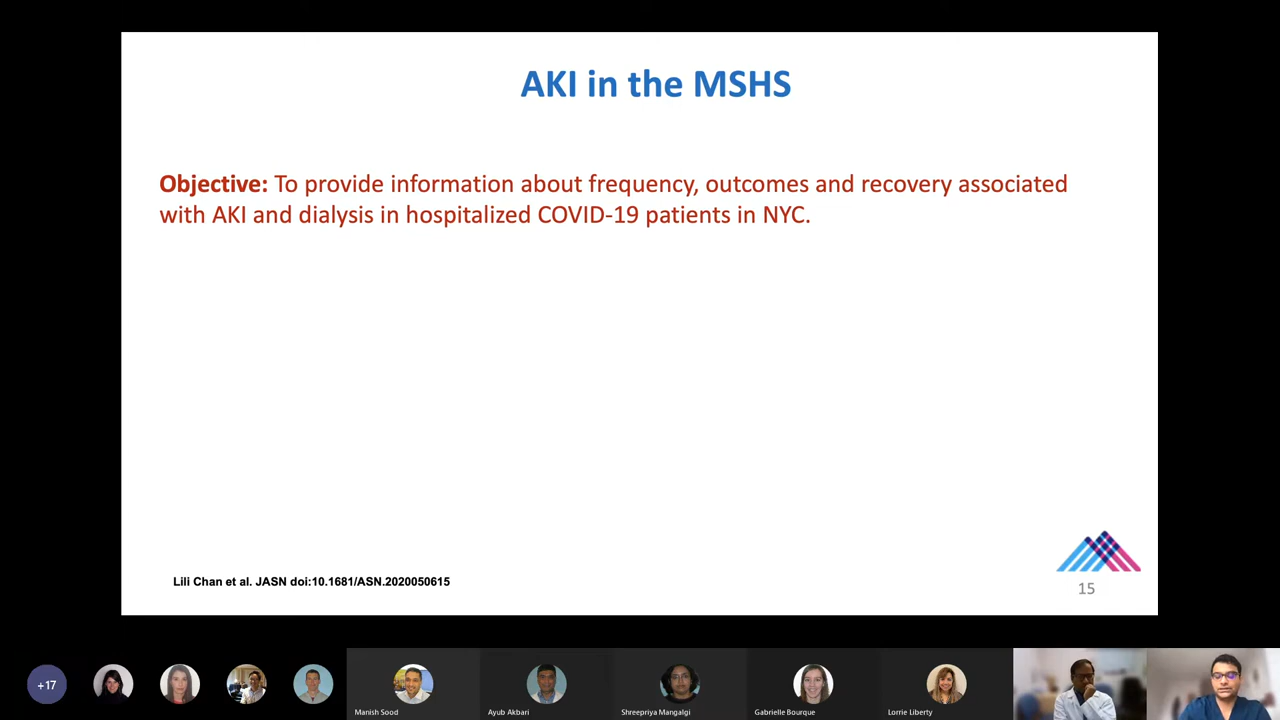 AKI in the MSHS
Objective: To provide information about frequency, outcomes and recovery associated
with AKI and dialysis in hospitalized COVID-19 patients in NYC.
Lili Chan et al. JASN doi:10.1681/ASN.2020050615
15
+17
Manish Sood
Ayub Akbari
Shreepriya Mangalgi
Gabrielle Bourque
Lorrie Liberty